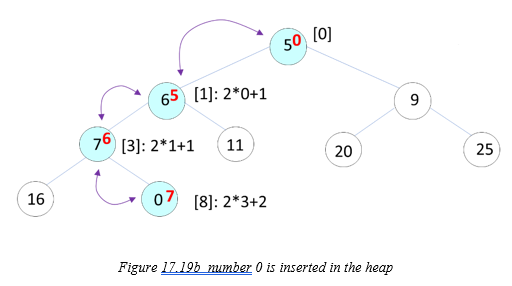 50 [0]
65 [1]: 2*0+1 9
76 [3]: 2*1+1 11 20 25
16 07 [8]: 2*3+2
Figure 17.19b number 0 is inserted in the heap